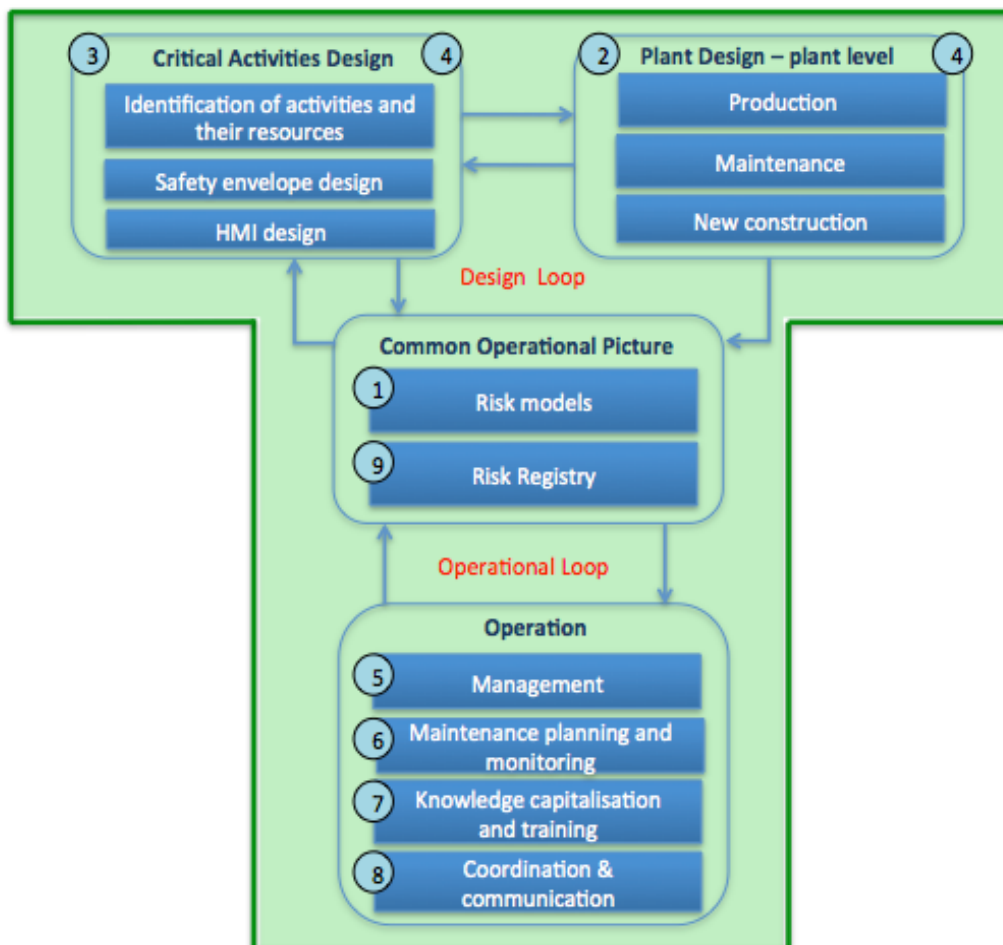 3
Critical Activities Design
4
Identification of activities and
their resources
Safety envelope design
HMI design
2
Plant Design – plant level
4
Production
Maintenance
New construction
Design Loop
Common Operational Picture
1
Risk models
9
Risk Registry
Operational Loop
Operation
5
Management
6
Maintenance planning and
monitoring
7
Knowledge capitalisation
and training
8
Coordination &
communication